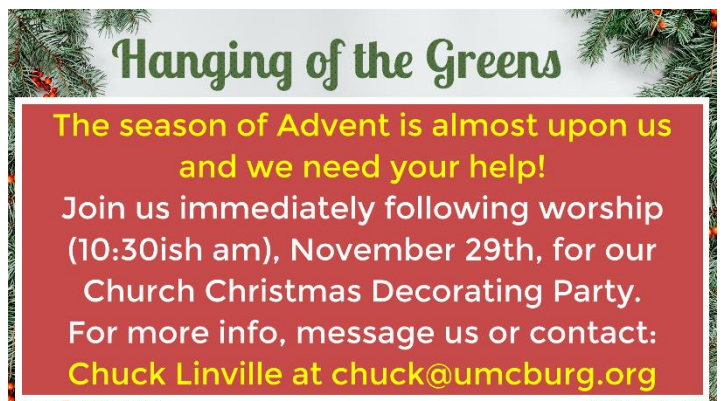 Hanging of the Greens
The season of Advent is almost upon us
and we need your help!
Join us immediately following worship
(10:30ish am), November 29th, for our
Church Christmas Decorating Party.
For more info, message us or contact:
Chuck Linville at chuck@umcburg.org